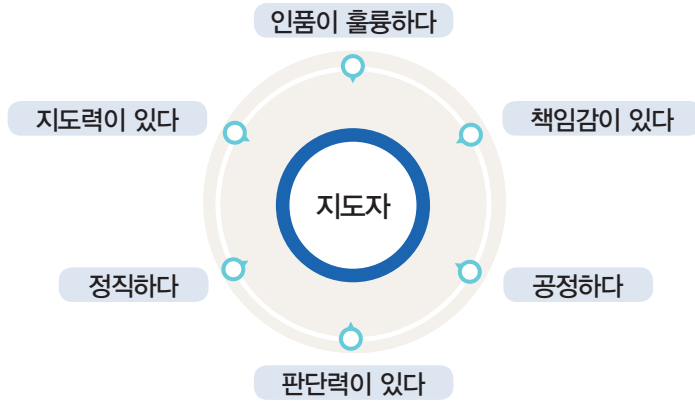 인품이 훌륭하다
지도력이 있다
책임감이 있다
지도자
정직하다
공정하다
판단력이 있다